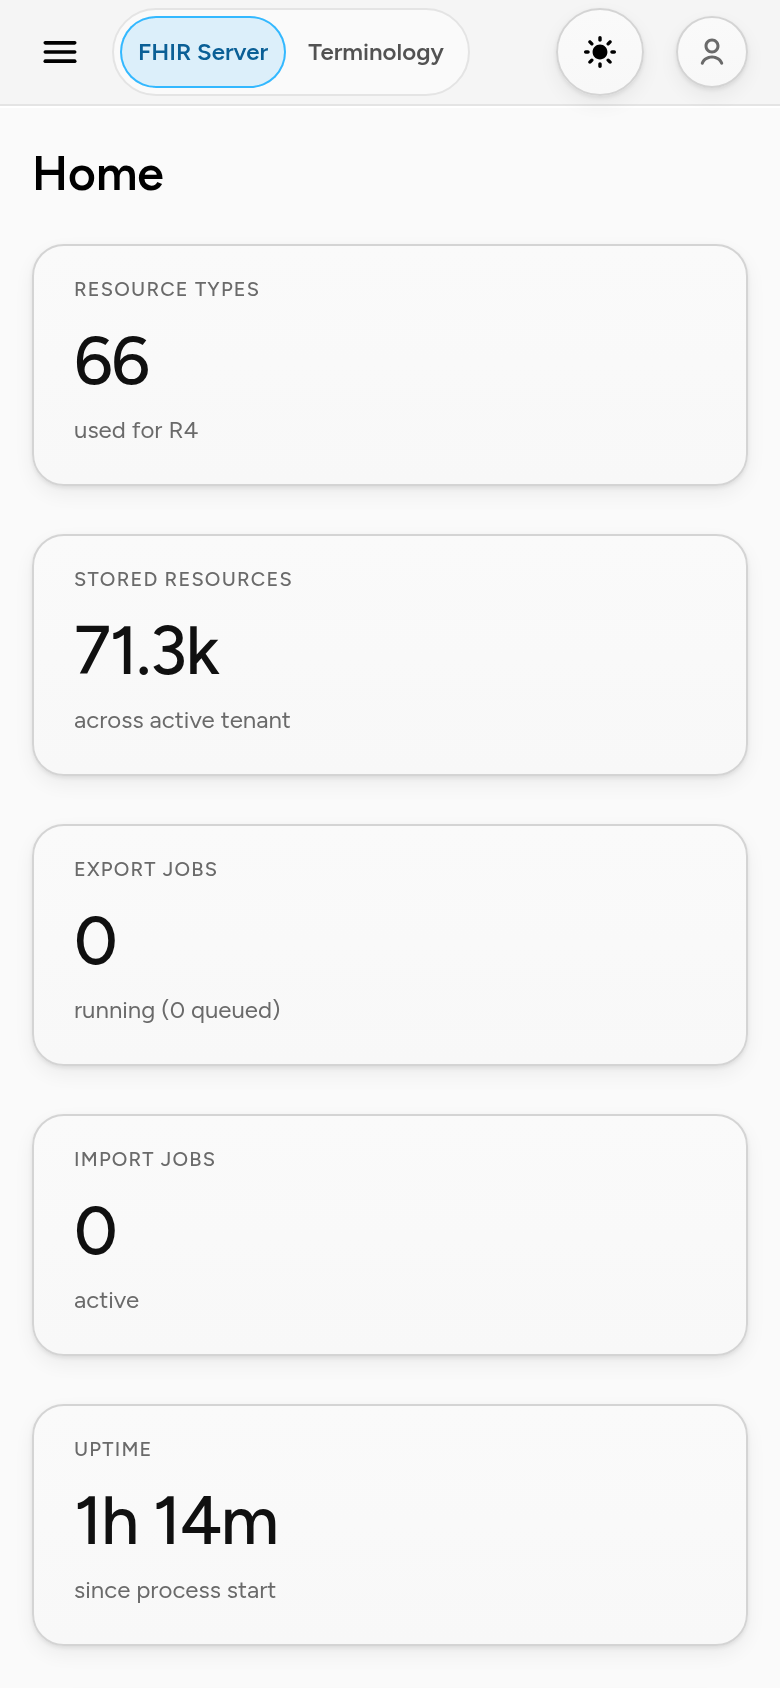 FHIR Server Terminology
Home
RESOURCE TYPES
66
used for R4
STORED RESOURCES
71.3k
across active tenant
EXPORT JOBS
0
running (0 queued)
IMPORT JOBS
0
active
UPTIME
1h 14m
since process start